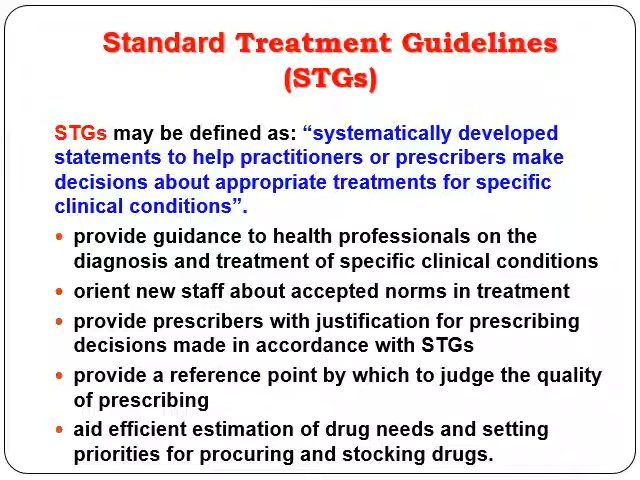 Standard Treatment Guidelines
(STGs)
STGs may be defined as: “systematically developed
statements to help practitioners or prescribers make
decisions about appropriate treatments for specific
clinical conditions”.
• provide guidance to health professionals on the
diagnosis and treatment of specific clinical conditions
• orient new staff about accepted norms in treatment
• provide prescribers with justification for prescribing
decisions made in accordance with STGs
• provide a reference point by which to judge the quality
of prescribing
• aid efficient estimation of drug needs and setting
priorities for procuring and stocking drugs.